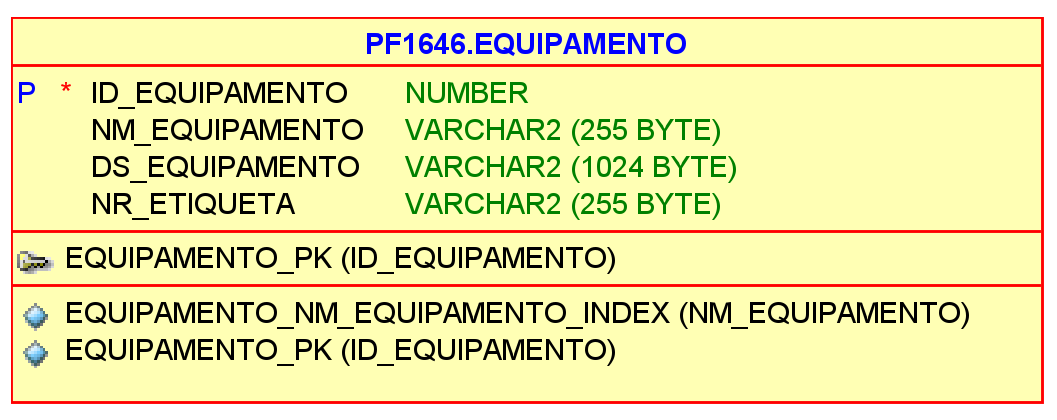 PF1646.EQUIPAMENTO
P * ID_EQUIPAMENTO NUMBER
NM_EQUIPAMENTO VARCHAR2 (255 BYTE)
DS_EQUIPAMENTO VARCHAR2 (1024 BYTE)
NR_ETIQUETA VARCHAR2 (255 BYTE)
EQUIPAMENTO_PK (ID_EQUIPAMENTO)
EQUIPAMENTO_NM_EQUIPAMENTO_INDEX (NM_EQUIPAMENTO)
EQUIPAMENTO_PK (ID_EQUIPAMENTO)